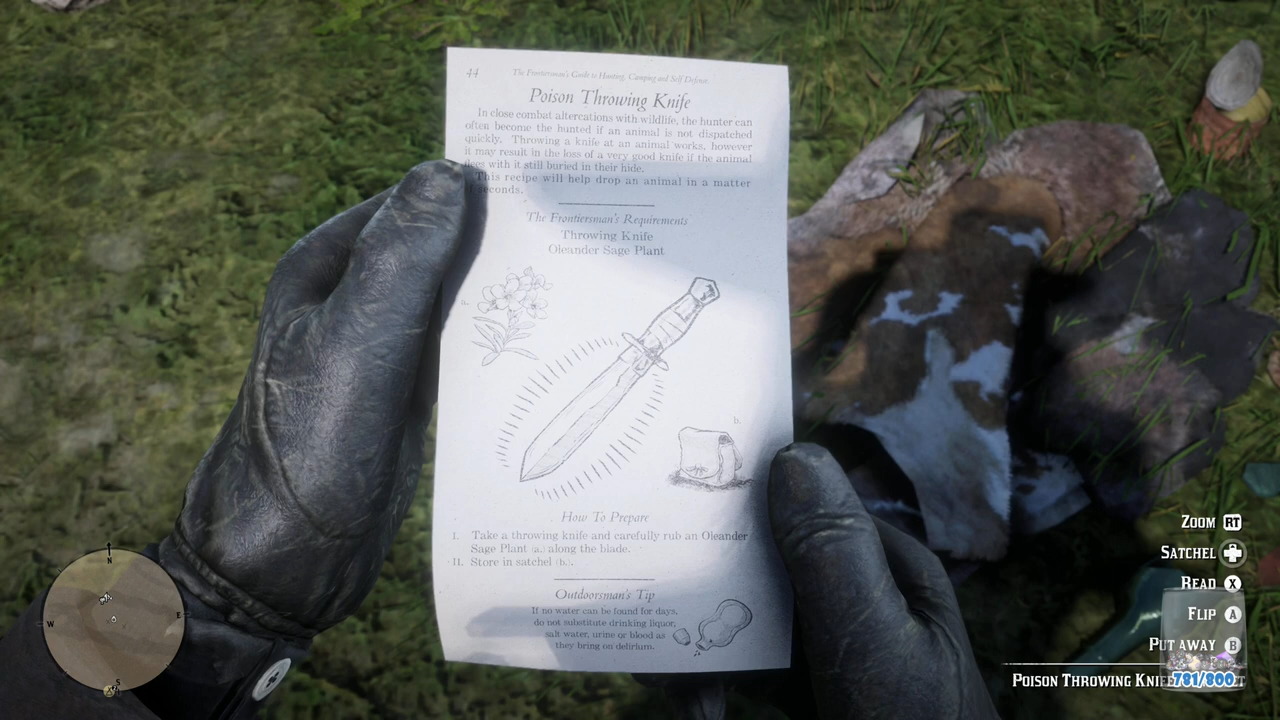 44
The Frontiersman's Guide to Hunting, Camping and Self Defense
Poison Throwing Knife
In close combat altercations with wildlife, the hunter can
often become the hunted if an animal is not dispatched
quickly. Throwing a knife at an animal works, however
it may result in the loss of a very good knife if the animal
flees with it still buried in their hide.
This recipe will help drop an animal in a matter
seconds.
The Frontiersman's Requirements
Throwing Knife
Oleander Sage Plant
a.
b.
How To Prepare
I. Take a throwing knife and carefully rub an Oleander
Sage Plant (a.) along the blade.
II. Store in satchel (b.).
Outdoorsman's Tip
If no water can be found for days,
do not substitute drinking liquor,
salt water, urine or blood as
they bring on delirium.
N
W
E
S
ZOOM RT
SATCHEL
READ X
FLIP A
PUT AWAY B
POISON THROWING KNIFE
781/800